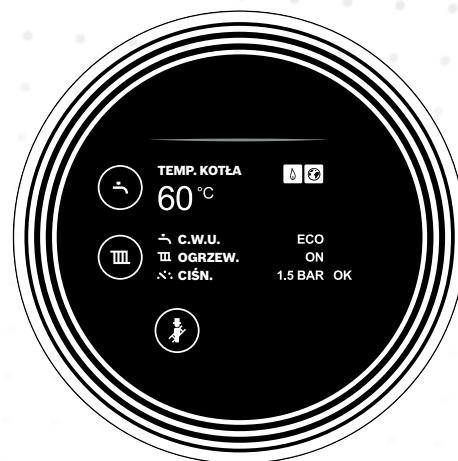 TEMP. KOTŁA
60 °C
C.W.U. ECO
OGRZEW. ON
CIŚN. 1.5 BAR OK